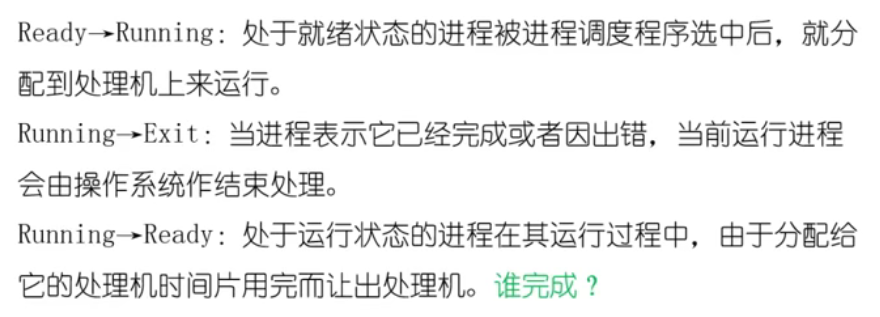 Ready→Running: 处于就绪状态的进程被进程调度程序选中后，就分
配到处理机上来运行。
Running→Exit: 当进程表示它已经完成或者因出错，当前运行进程
会由操作系统作结束处理。
Running→Ready: 处于运行状态的进程在其运行过程中，由于分配给
它的处理机时间片用完而让出处理机。谁完成？